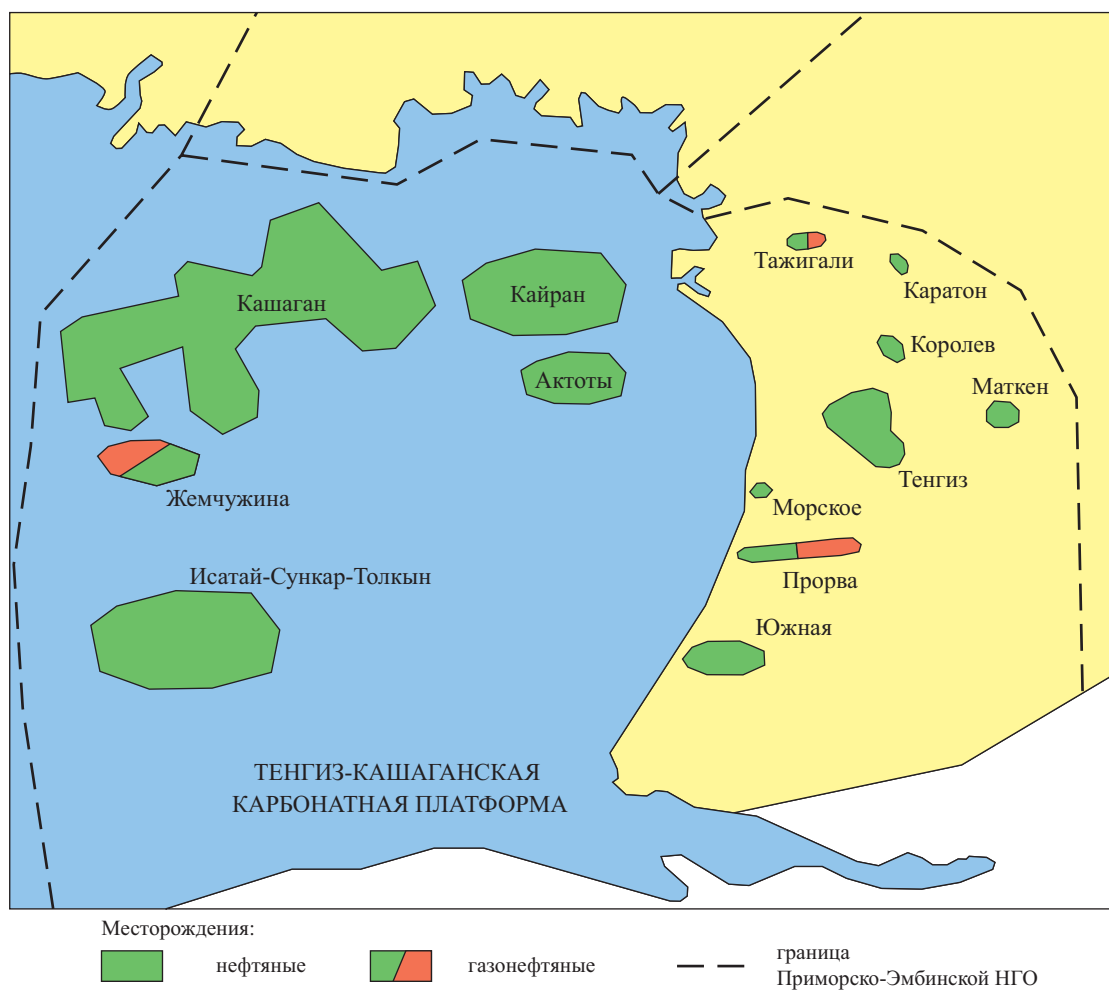 Тажигали
Каратон
Кашаган
Кайран
Королев
Актоты
Маткен
Тенгиз
Жемчужина
Морское
Исатай-Сункар-Толкын
Прорва
Южная
ТЕНГИЗ-КАШАГАНСКАЯ
КАРБОНАТНАЯ ПЛАТФОРМА
Месторождения:
нефтяные
газонефтяные
граница
Приморско-Эмбинской НГО